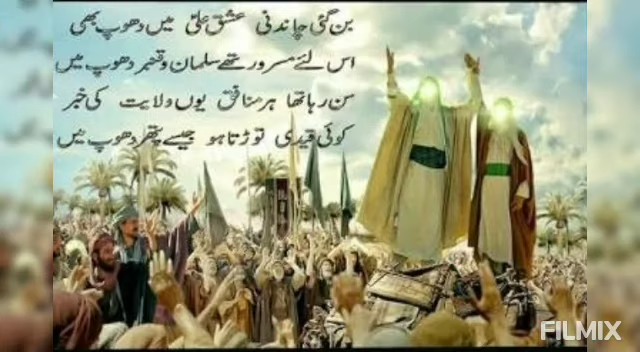 بن گئی چاندنی عشق علیؑ میں دھوپ بھی
اس لئے مسرور تھے سلمان و قنبر دھوپ میں
سن رہا تھا ہر منافق یوں ولایت کی خبر
کوئی قیدی توڑتا ہو جیسے پتھر دھوپ میں
FILMIX